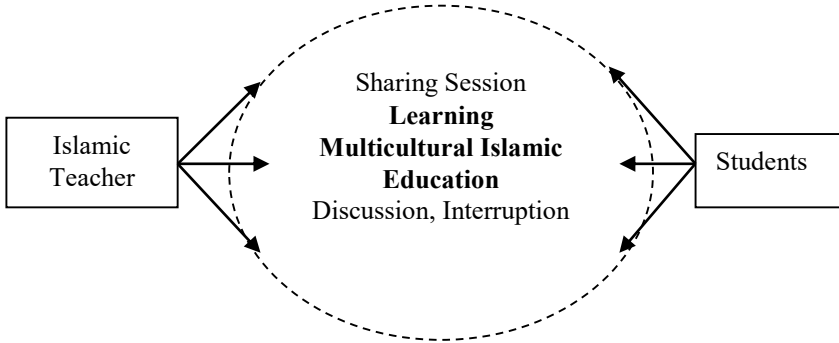 Islamic
Teacher
Sharing Session
Learning
Multicultural Islamic
Education
Discussion, Interruption
Students